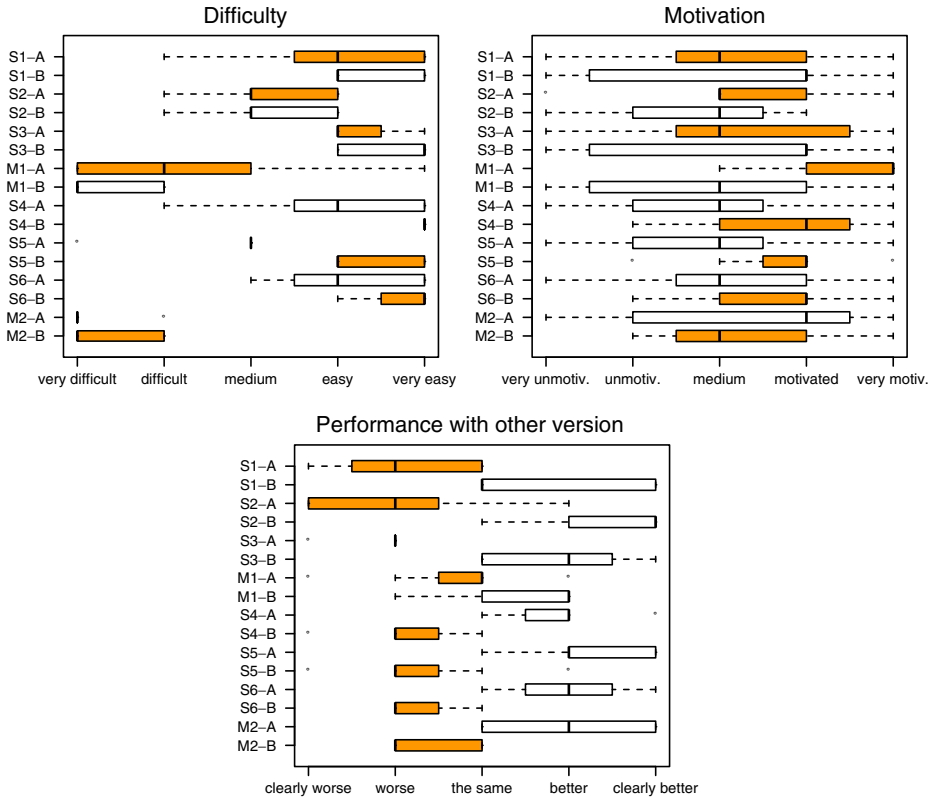 Difficulty
S1−A
S1−B
S2−A
S2−B
S3−A
S3−B
M1−A
M1−B
S4−A
S4−B
S5−A
S5−B
S6−A
S6−B
M2−A
M2−B
very difficult difficult medium easy very easy
Motivation
S1−A
S1−B
S2−A
S2−B
S3−A
S3−B
M1−A
M1−B
S4−A
S4−B
S5−A
S5−B
S6−A
S6−B
M2−A
M2−B
very unmotiv. unmotiv. medium motivated very motiv.
Performance with other version
S1−A
S1−B
S2−A
S2−B
S3−A
S3−B
M1−A
M1−B
S4−A
S4−B
S5−A
S5−B
S6−A
S6−B
M2−A
M2−B
clearly worse worse the same better clearly better